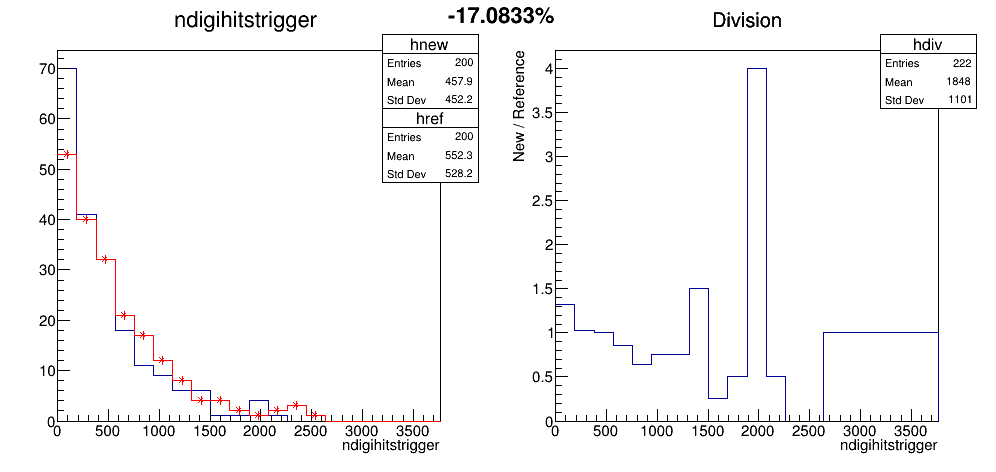 -17.0833%
ndigihitstrigger
hnew
Entries 200
Mean 457.9
Std Dev 452.2
href
Entries 200
Mean 552.3
Std Dev 528.2
70
60
50
40
30
20
10
0
0 500 1000 1500 2000 2500 3000 3500
ndigihitstrigger
Division
hdiv
Entries 222
Mean 1848
Std Dev 1101
New / Reference
4
3.5
3
2.5
2
1.5
1
0.5
0
0 500 1000 1500 2000 2500 3000 3500
ndigihitstrigger